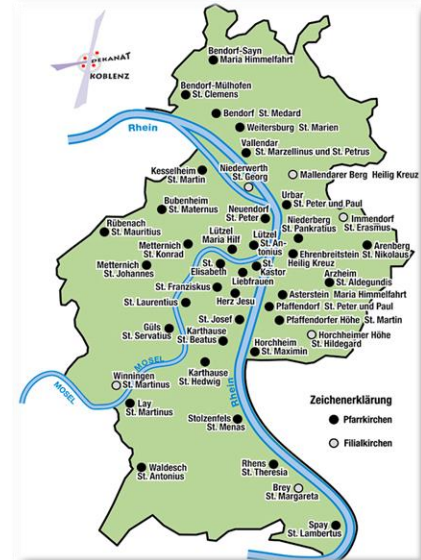 DEKANAT
KOBLENZ
Bendorf-Sayn
Maria Himmelfahrt
Bendorf-Mülhofen
St. Clemens
Bendorf St. Medard
Rhein
Weitersburg St. Marien
Vallendar
St. Marzellinus und St. Petrus
Kesselheim
St. Martin
Niederwerth
St. Georg
Mallendarer Berg Heilig Kreuz
Bubenheim
St. Maternus
Neuendorf
St. Peter
Urbar
St. Peter und Paul
Immendorf
St. Erasmus
Rübenach
St. Mauritius
Lützel
Maria Hilf
Lützel
St. An-
tonius
Niederberg
St. Pankratius
Arenberg
St. Nikolaus
Metternich
St. Konrad
Ehrenbreitstein
Heilig Kreuz
Metternich
St. Johannes
St.
Elisabeth
St.
Kastor
Liebfrauen
Arzheim
St. Aldegundis
St. Franziskus
Herz Jesu
Asterstein Maria Himmelfahrt
St. Laurentius
Pfaffendorf St. Peter und Paul
St. Josef
Pfaffendorfer Höhe St. Martin
Güls
St. Servatius
Karthause
St. Beatus
Horchheimer Höhe
St. Hildegard
Horchheim
St. Maximin
MOSEL
Karthause
St. Hedwig
Winningen
St. Martinus
MOSEL
Rhein
Lay
St. Martinus
Zeichenerklärung
Pfarrkirchen
Filialkirchen
Stolzenfels
St. Menas
Waldesch
St. Antonius
Rhens
St. Theresia
Brey
St. Margareta
Spay
St. Lambertus